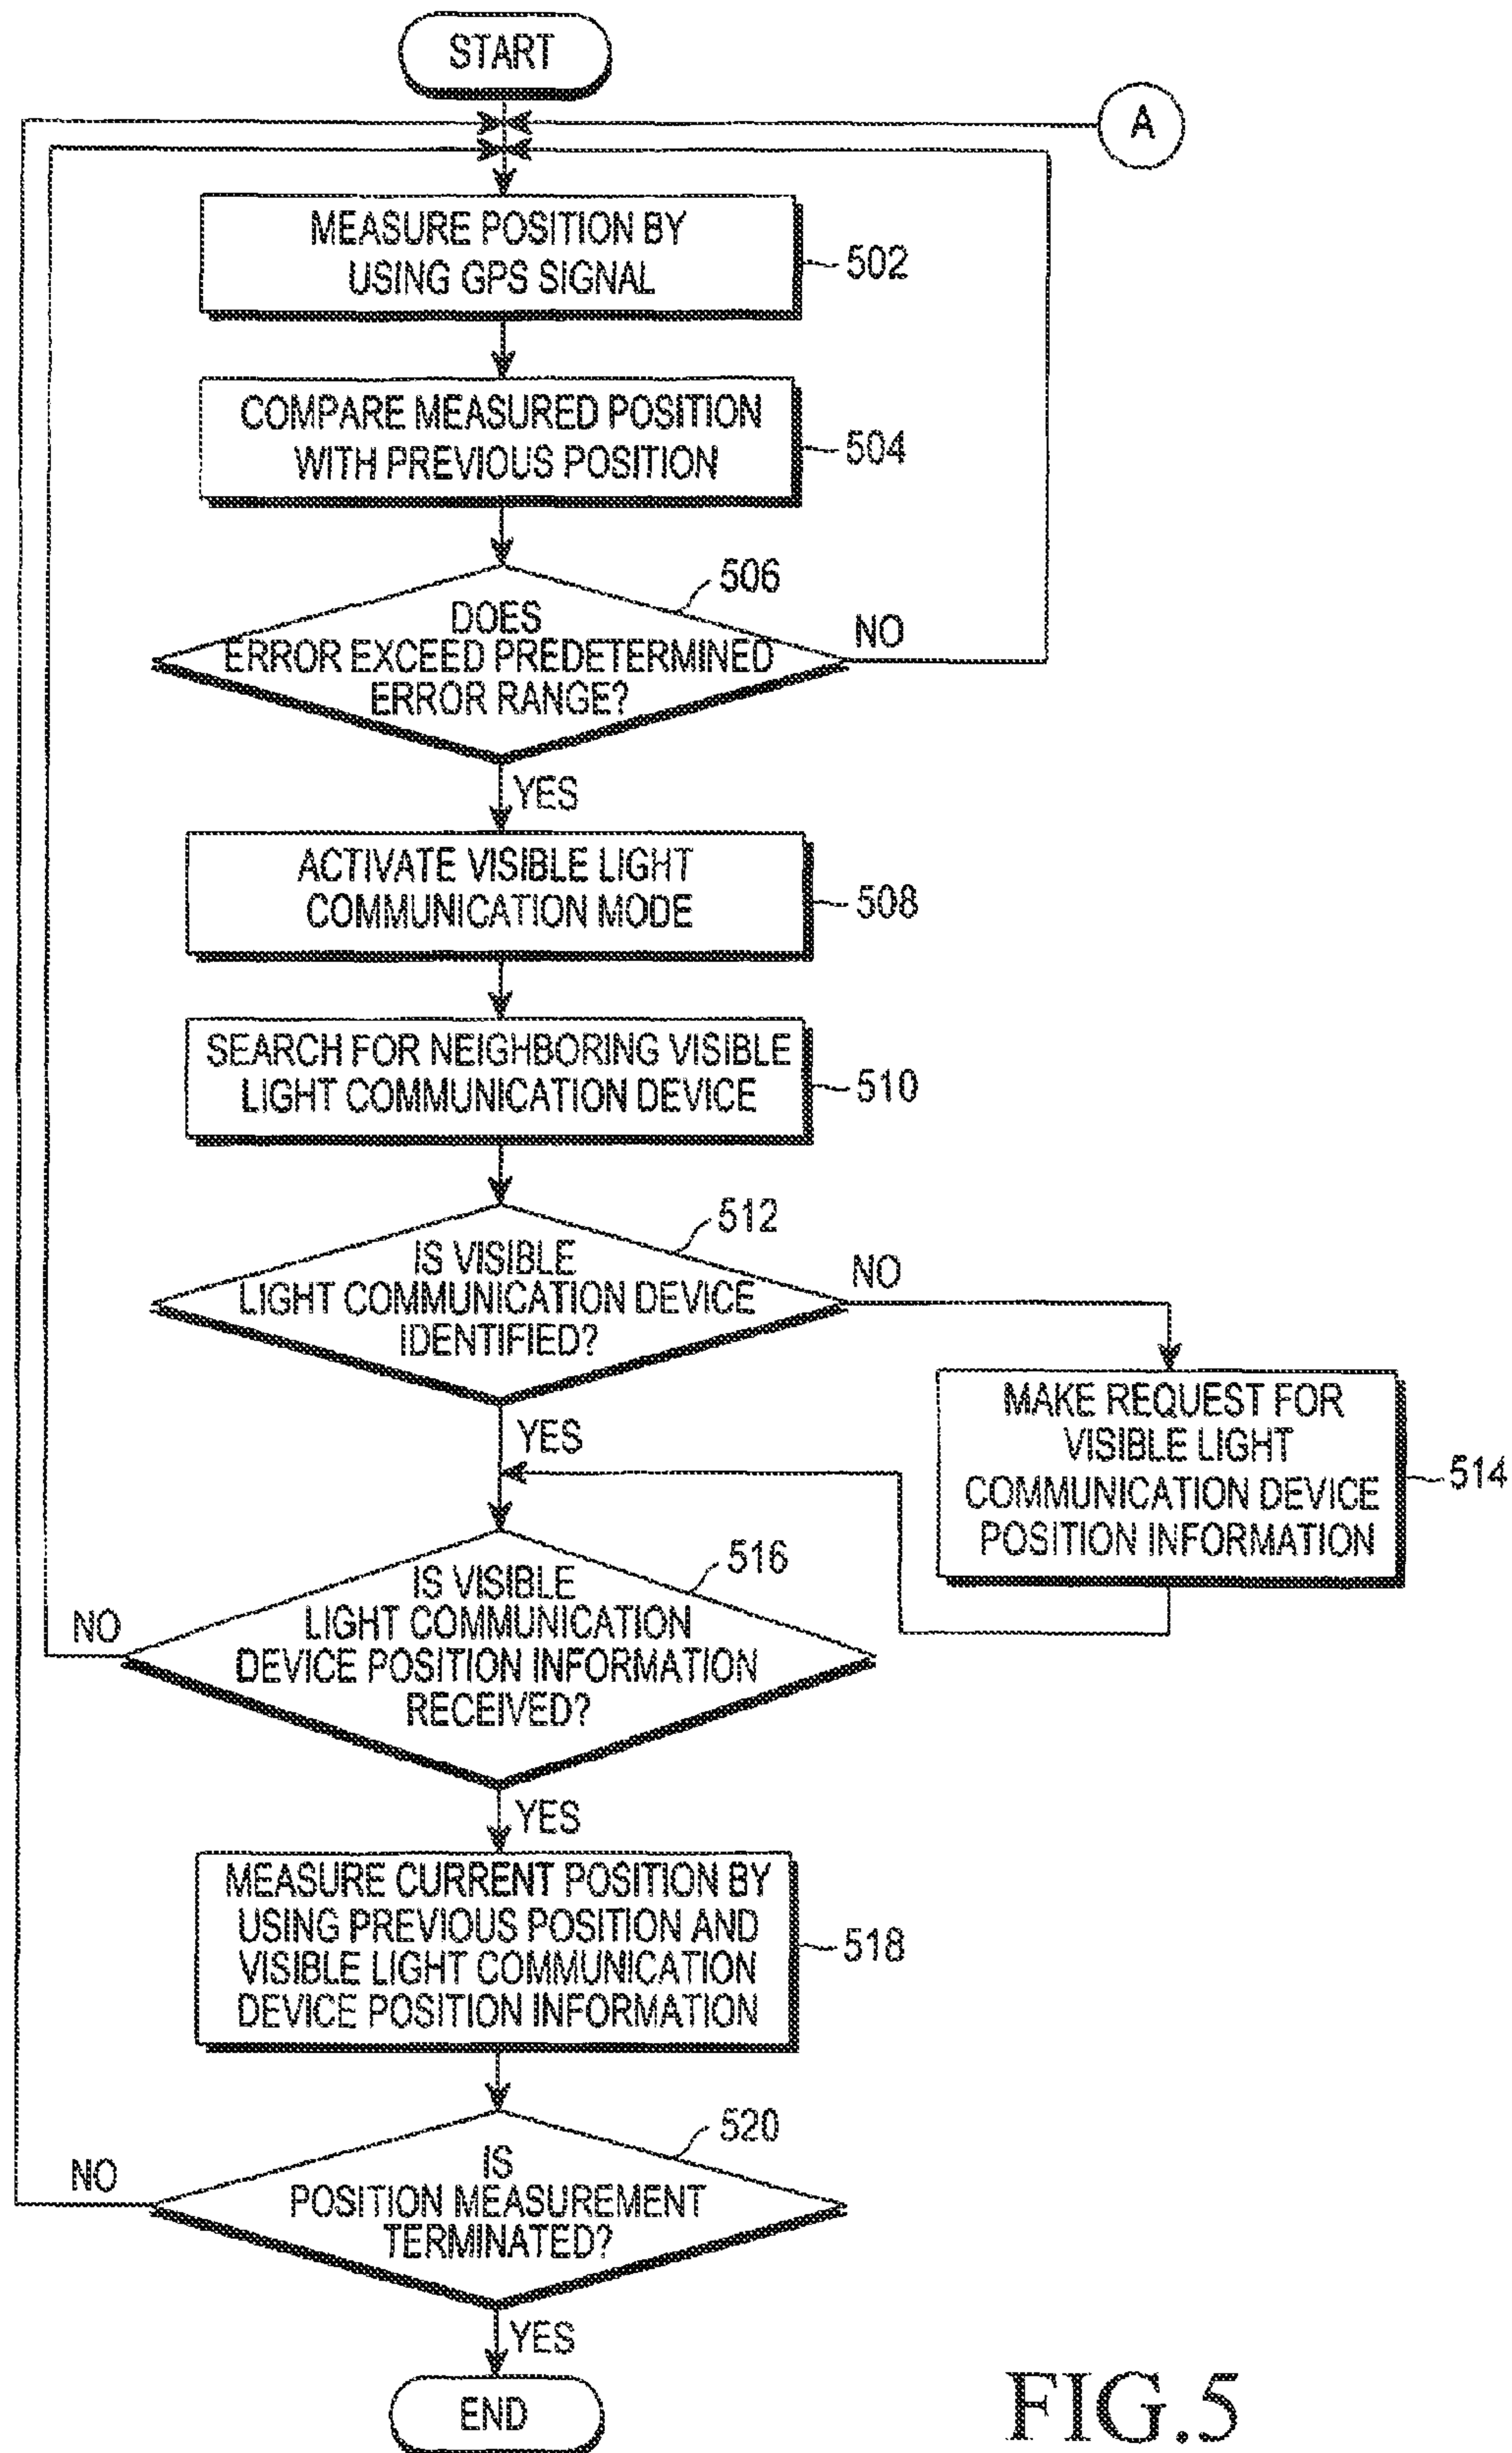 START
A
MEASURE POSITION BY
USING GPS SIGNAL
502
COMPARE MEASURED POSITION
WITH PREVIOUS POSITION
504
506
DOES
ERROR EXCEED PREDETERMINED
ERROR RANGE?
NO
YES
ACTIVATE VISIBLE LIGHT
COMMUNICATION MODE
508
SEARCH FOR NEIGHBORING VISIBLE
LIGHT COMMUNICATION DEVICE
510
512
IS VISIBLE
LIGHT COMMUNICATION DEVICE
IDENTIFIED?
NO
YES
MAKE REQUEST FOR
VISIBLE LIGHT
COMMUNICATION DEVICE
POSITION INFORMATION
514
516
IS VISIBLE
LIGHT COMMUNICATION
DEVICE POSITION INFORMATION
RECEIVED?
NO
YES
MEASURE CURRENT POSITION BY
USING PREVIOUS POSITION AND
VISIBLE LIGHT COMMUNICATION
DEVICE POSITION INFORMATION
518
520
IS
POSITION MEASUREMENT
TERMINATED?
NO
YES
END
FIG.5